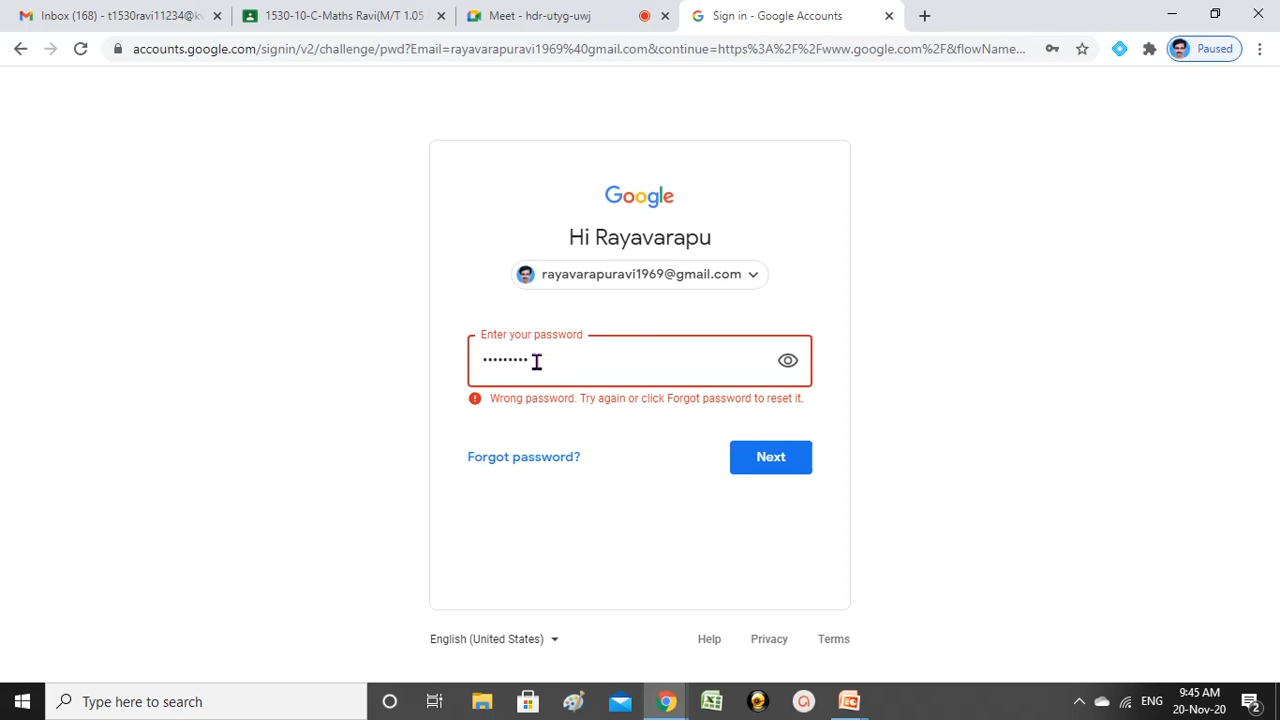 Inbox (168) - t1530ravi11234@kv
1530-10-C-Maths Ravi(M/T 1.05
Meet - hdr-utyg-uwj
Sign in - Google Accounts
accounts.google.com/signin/v2/challenge/pwd?Email=rayavarapuravi1969%40gmail.com&continue=https%3A%2F%2Fwww.google.com%2F&flowName...
Paused
Google
Hi Rayavarapu
rayavarapuravi1969@gmail.com
Enter your password
•••••••••
Wrong password. Try again or click Forgot password to reset it.
Forgot password?
Next
English (United States)
Help
Privacy
Terms
Type here to search
ENG
9:45 AM
20-Nov-20
2